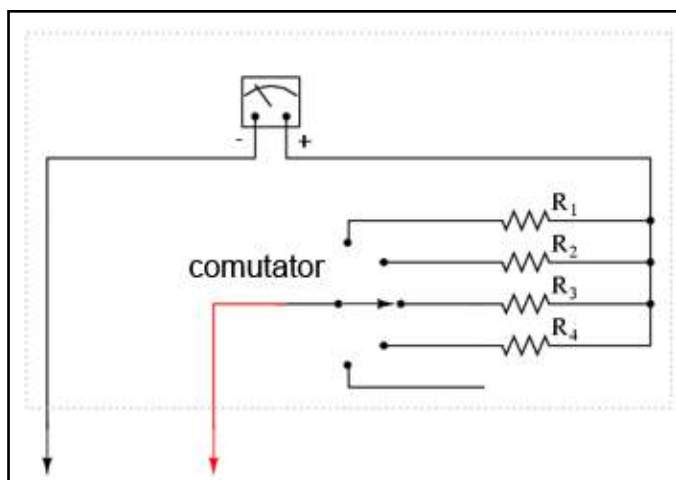 - +
R₁
R₂
comutator
R₃
R₄